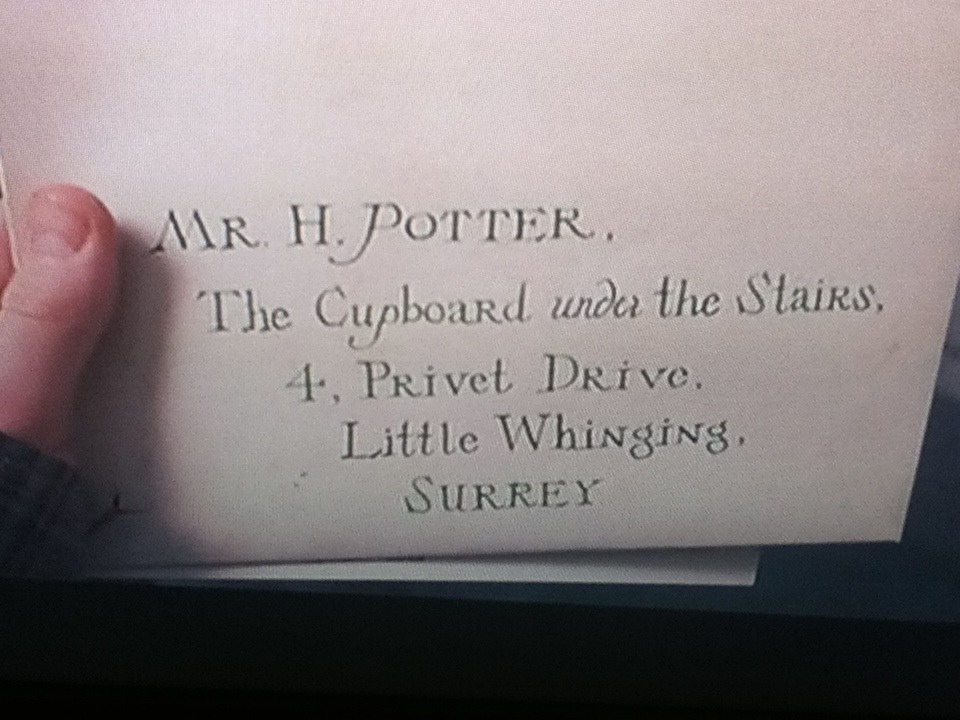 Mr. H. Potter,
The Cupboard under the Stairs,
4, Privet Drive,
Little Whinging,
SURREY